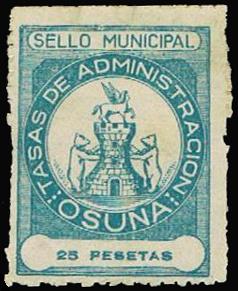 SELLO MUNICIPAL
TASAS DE ADMINISTRACION
OSUNA
25 PESETAS